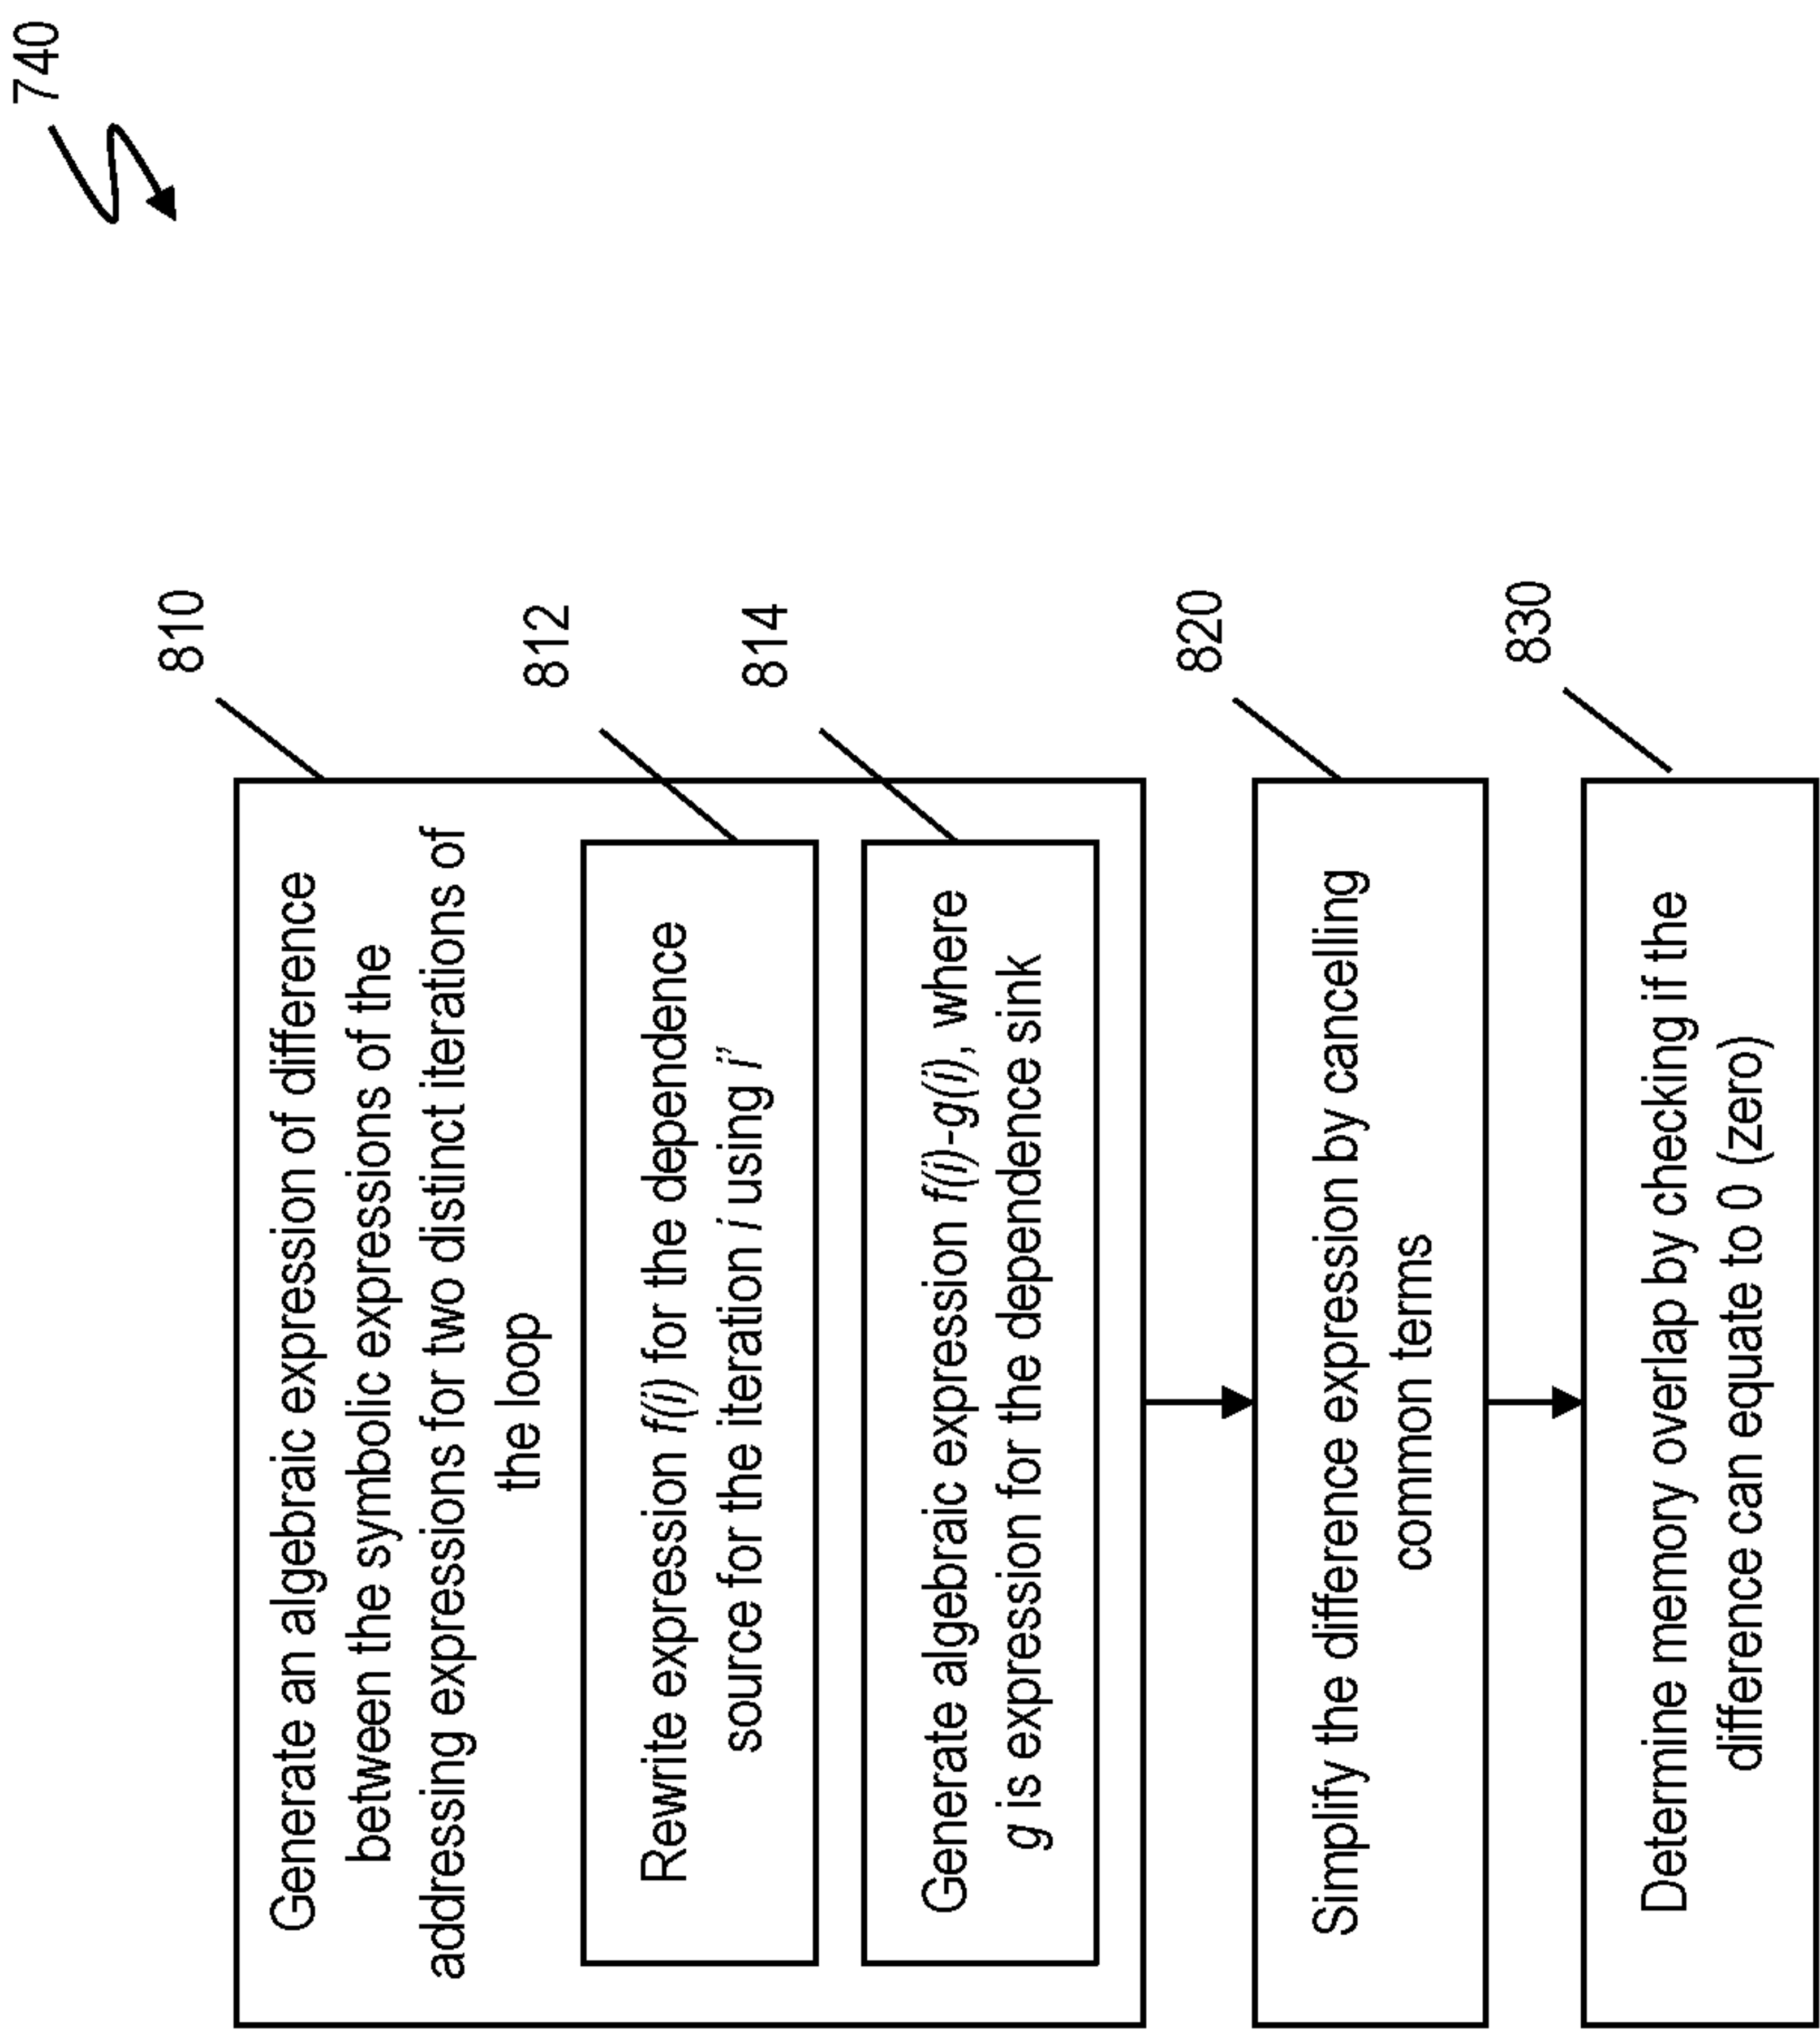 740
810
Generate an algebraic expression of difference
between the symbolic expressions of the
addressing expressions for two distinct iterations of
the loop
812
Rewrite expression f(i) for the dependence
source for the iteration i using i'
814
Generate algebraic expression f(i')-g(i), where
g is expression for the dependence sink
820
Simplify the difference expression by cancelling
common terms
830
Determine memory overlap by checking if the
difference can equate to 0 (zero)